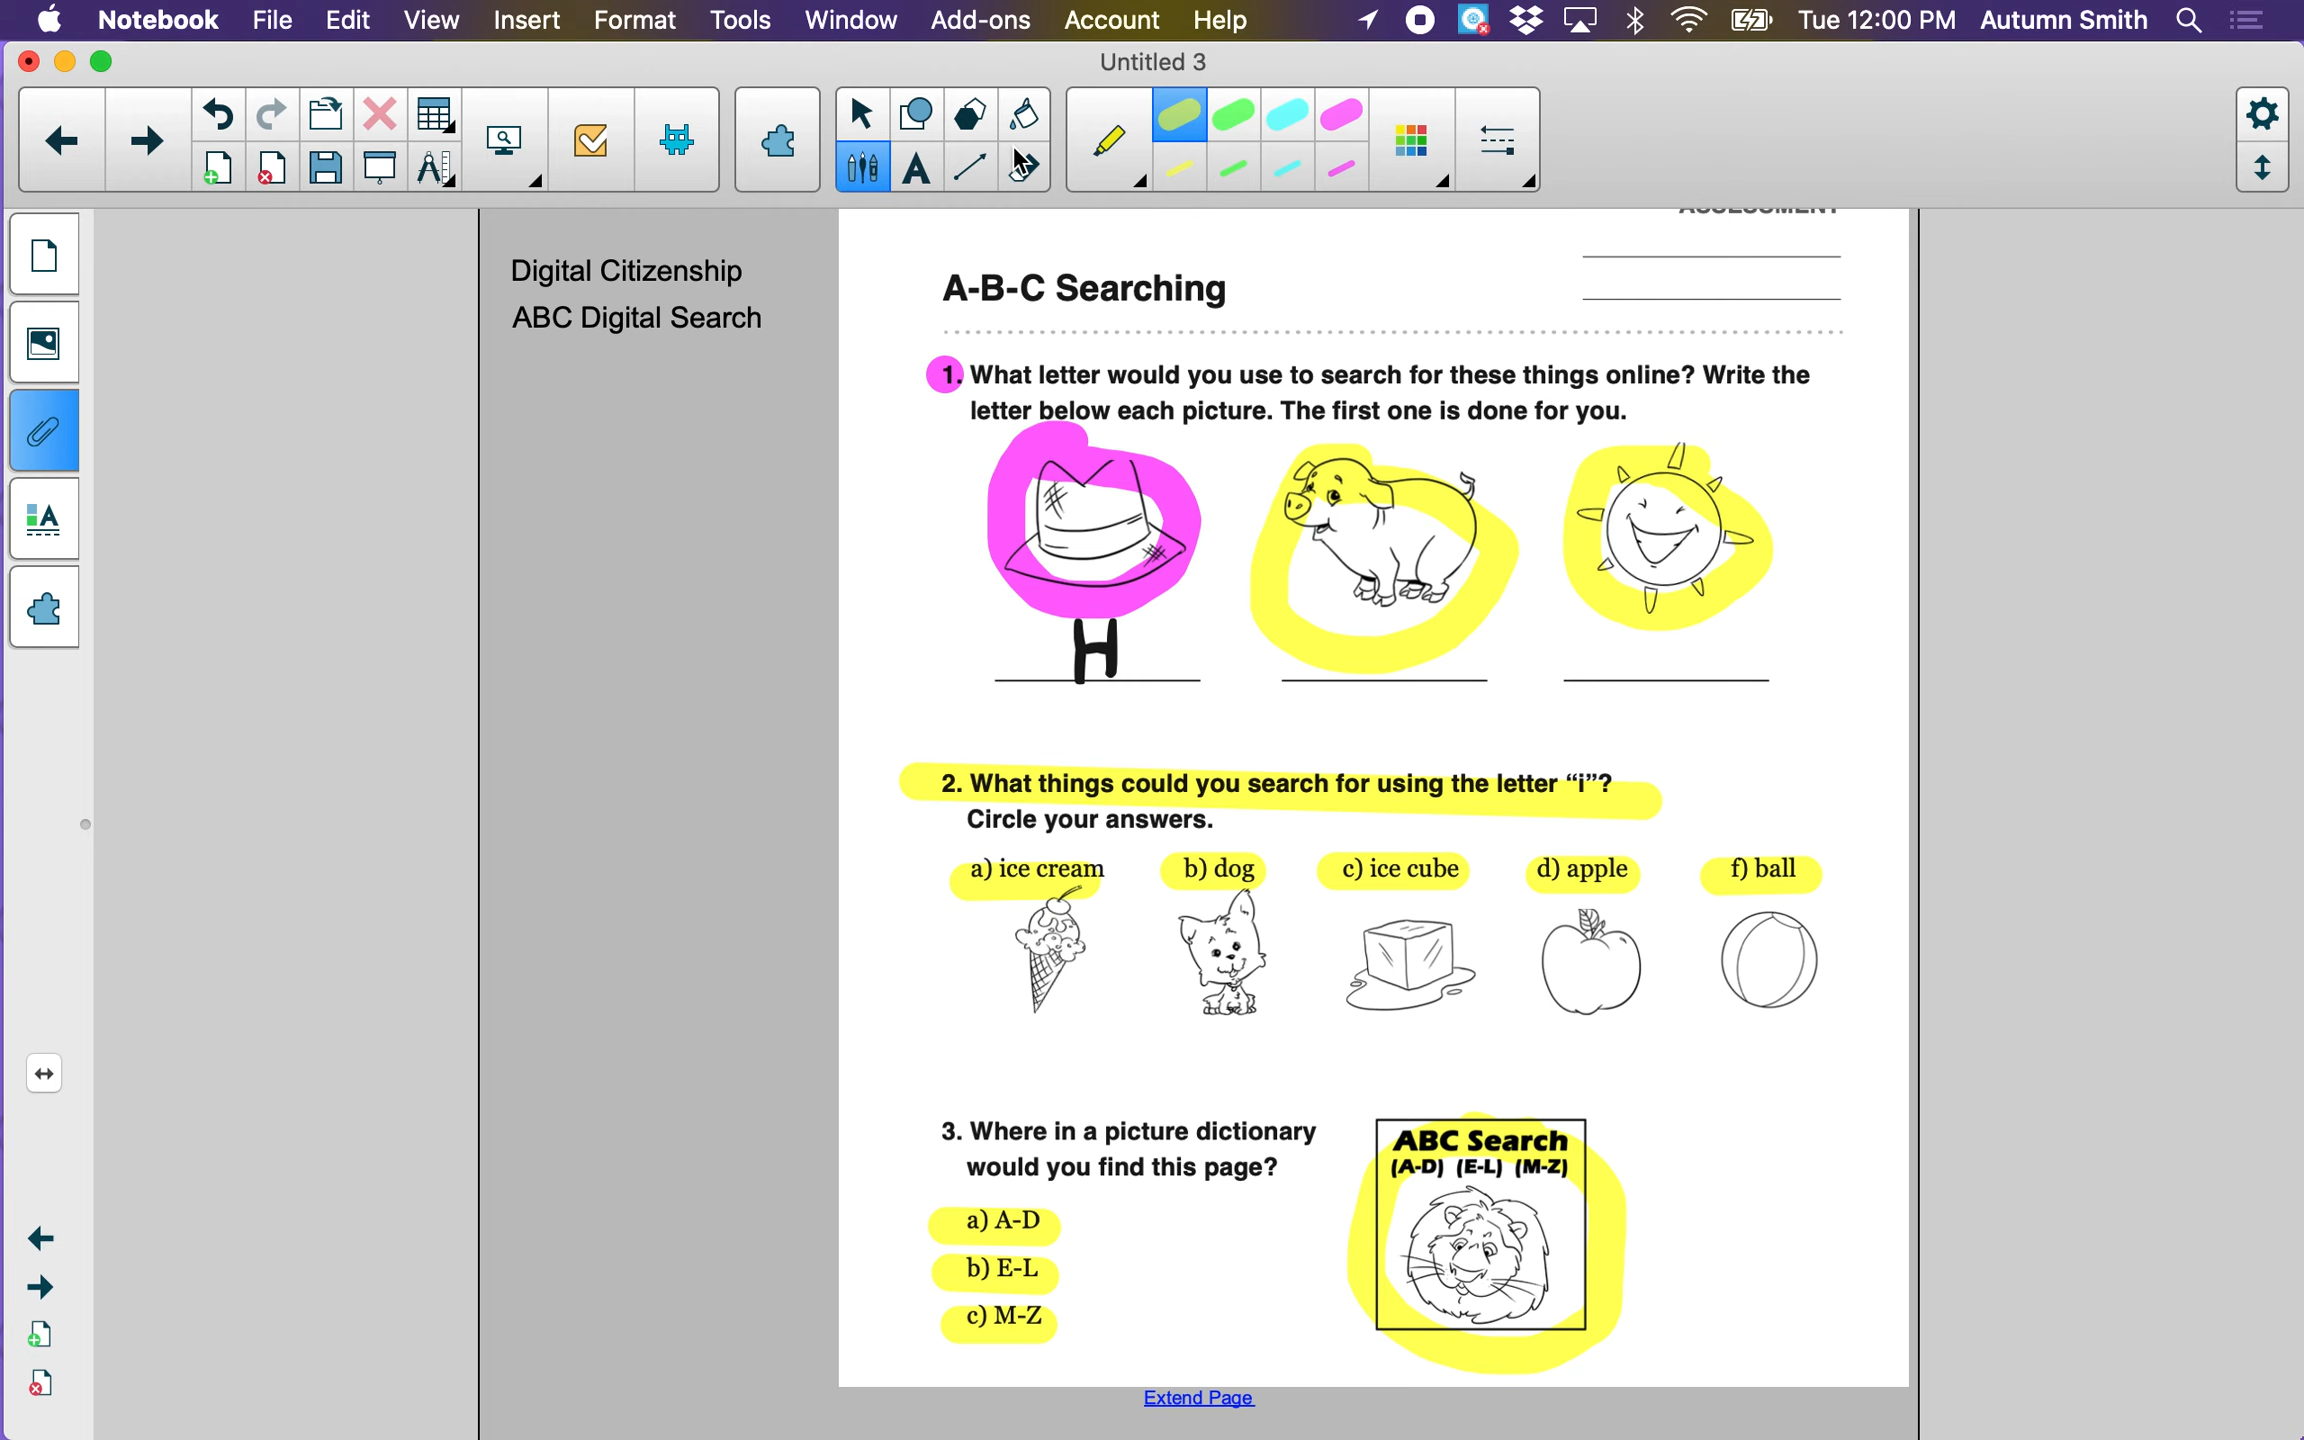 Notebook File Edit View Insert Format Tools Window Add-ons Account Help Tue 12:00 PM Autumn Smith
Untitled 3
ASSESSMENT
Digital Citizenship
ABC Digital Search
A-B-C Searching
1. What letter would you use to search for these things online? Write the
letter below each picture. The first one is done for you.
H
2. What things could you search for using the letter “i”?
Circle your answers.
a) ice cream b) dog c) ice cube d) apple f) ball
3. Where in a picture dictionary
would you find this page?
ABC Search
(A-D) (E-L) (M-Z)
a) A-D
b) E-L
c) M-Z
Extend Page